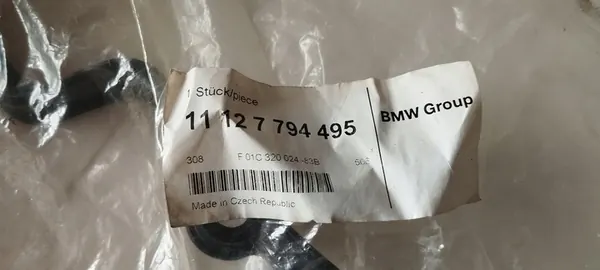 1 Stück/piece
11 12 7 794 495
BMW Group
308 F 01C 320 024 -83B
Made in Czech Republic